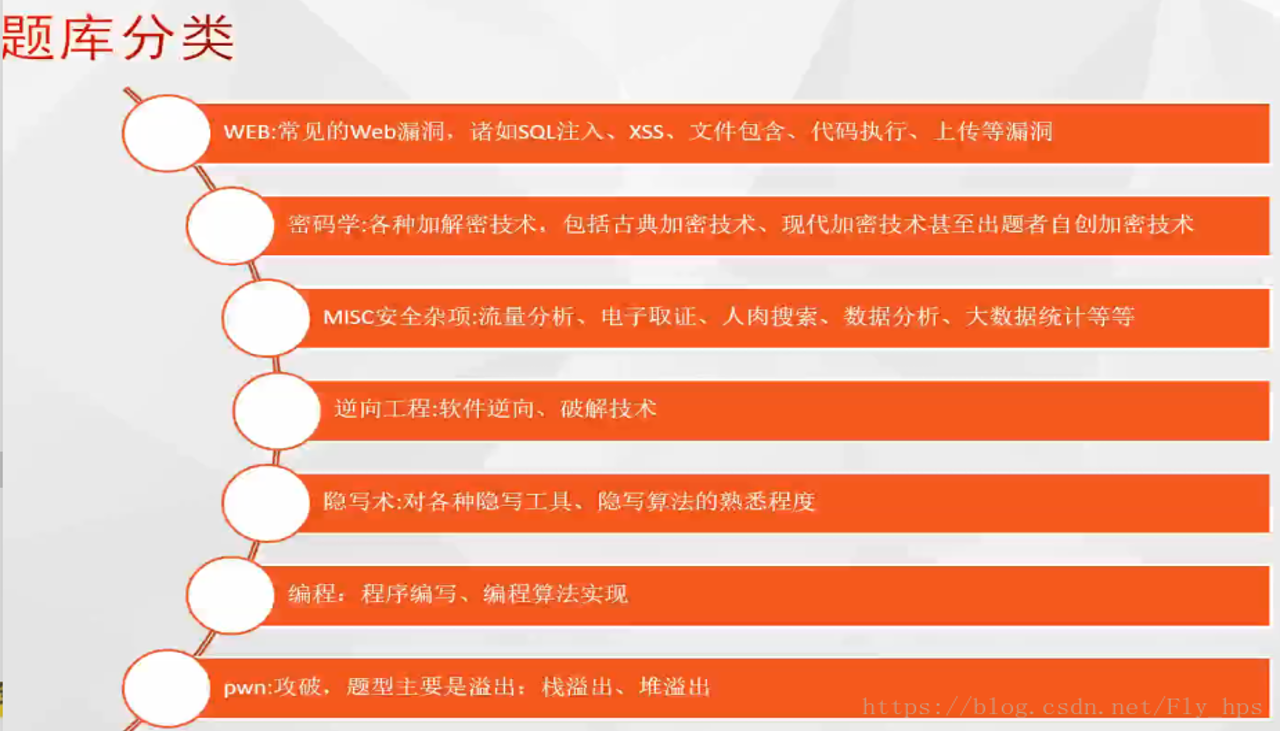 题库分类
WEB:常见的Web漏洞，诸如SQL注入、XSS、文件包含、代码执行、上传等漏洞
密码学:各种加解密技术，包括古典加密技术、现代加密技术甚至出题者自创加密技术
MISC安全杂项:流量分析、电子取证、人肉搜索、数据分析、大数据统计等等
逆向工程:软件逆向、破解技术
隐写术:对各种隐写工具、隐写算法的熟悉程度
编程：程序编写、编程算法实现
pwn:攻破，题型主要是溢出：栈溢出、堆溢出
https://blog.csdn.net/Fly_hps